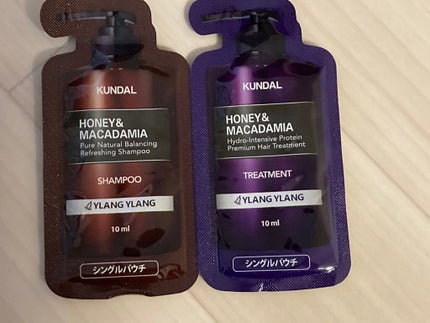 KUNDAL
HONEY&
MACADAMIA
Pure Natural Balancing
Refreshing Shampoo
SHAMPOO
YLANG YLANG
10 ml
シングルパウチ
KUNDAL
HONEY&
MACADAMIA
Hydro-Intensive Protein
Premium Hair Treatment
TREATMENT
YLANG YLANG
10 ml
シングルパウチ